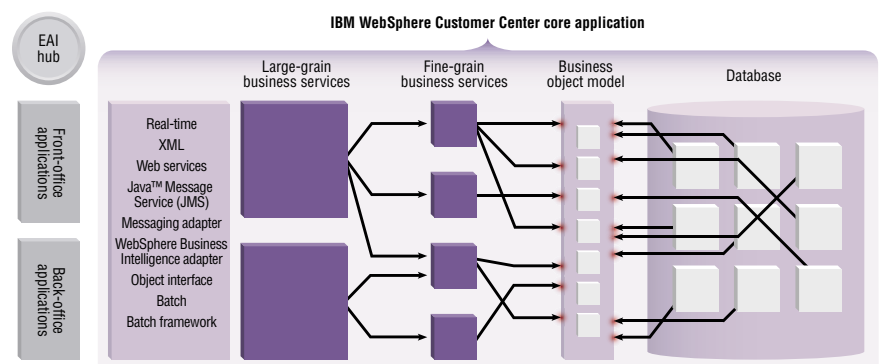 IBM WebSphere Customer Center core application
EAI
hub
Large-grain
business services
Fine-grain
business services
Business
object model
Database
Front-office
applications
Back-office
applications
Real-time
XML
Web services
Java™ Message
Service (JMS)
Messaging adapter
WebSphere Business
Intelligence adapter
Object interface
Batch
Batch framework